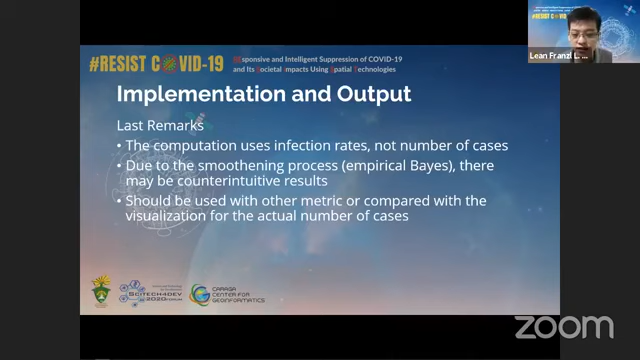 #RESIST COVID-19
Responsive and Intelligent Suppression of COVID-19
and Its Societal Impacts Using Spatial Technologies
Implementation and Output
Last Remarks
• The computation uses infection rates, not number of cases
• Due to the smoothening process (empirical Bayes), there
may be counterintuitive results
• Should be used with other metric or compared with the
visualization for the actual number of cases
SCITECH4DEV
2020
CARAGA
CENTER FOR
GEOINFORMATICS
Lean Franzl
zoom